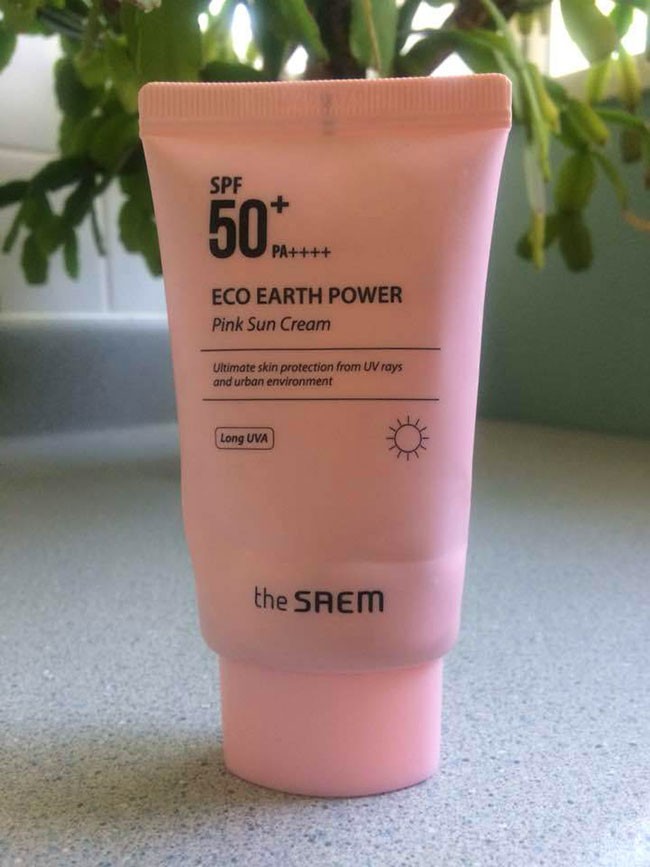 SPF
50+
PA++++
ECO EARTH POWER
Pink Sun Cream
Ultimate skin protection from UV rays
and urban environment
Long UVA
the SAEM